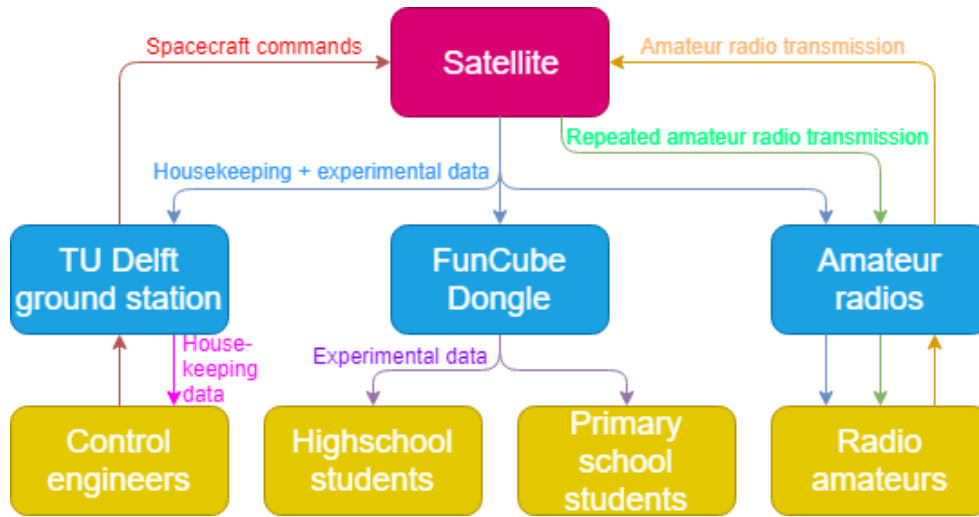 Spacecraft commands
Satellite
Amateur radio transmission
Repeated amateur radio transmission
Housekeeping + experimental data
TU Delft
ground station
FunCube
Dongle
Amateur
radios
House-
keeping
data
Experimental data
Control
engineers
Highschool
students
Primary
school
students
Radio
amateurs